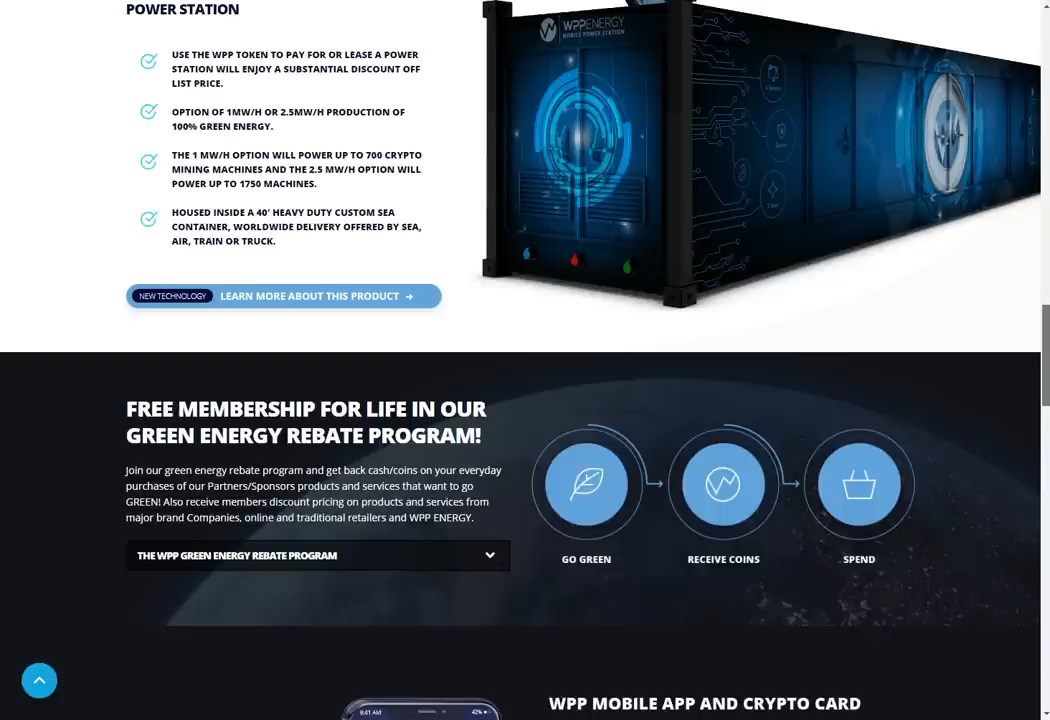 POWER STATION
USE THE WPP TOKEN TO PAY FOR OR LEASE A POWER
STATION WILL ENJOY A SUBSTANTIAL DISCOUNT OFF
LIST PRICE.
OPTION OF 1MW/H OR 2.5MW/H PRODUCTION OF
100% GREEN ENERGY.
THE 1 MW/H OPTION WILL POWER UP TO 700 CRYPTO
MINING MACHINES AND THE 2.5 MW/H OPTION WILL
POWER UP TO 1750 MACHINES.
HOUSED INSIDE A 40' HEAVY DUTY CUSTOM SEA
CONTAINER, WORLDWIDE DELIVERY OFFERED BY SEA,
AIR, TRAIN OR TRUCK.
NEW TECHNOLOGY LEARN MORE ABOUT THIS PRODUCT →
WPPENERGY
MOBILE POWER STATION
FREE MEMBERSHIP FOR LIFE IN OUR
GREEN ENERGY REBATE PROGRAM!
Join our green energy rebate program and get back cash/coins on your everyday
purchases of our Partners/Sponsors products and services that want to go
GREEN! Also receive members discount pricing on products and services from
major brand Companies, online and traditional retailers and WPP ENERGY.
THE WPP GREEN ENERGY REBATE PROGRAM
GO GREEN
RECEIVE COINS
SPEND
9:41 AM
42%
WPP MOBILE APP AND CRYPTO CARD